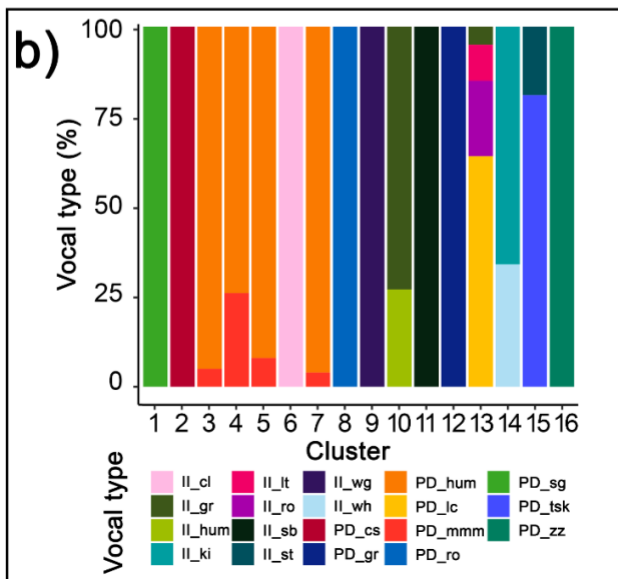 b)
Vocal type (%)
100
75
50
25
0
1 2 3 4 5 6 7 8 9 10 11 12 13 14 15 16
Cluster
Vocal type
II_cl II_lt II_wg PD_hum PD_sg
II_gr II_ro II_wh PD_lc PD_tsk
II_hum II_sb PD_cs PD_mmm PD_zz
II_ki II_st PD_gr PD_ro